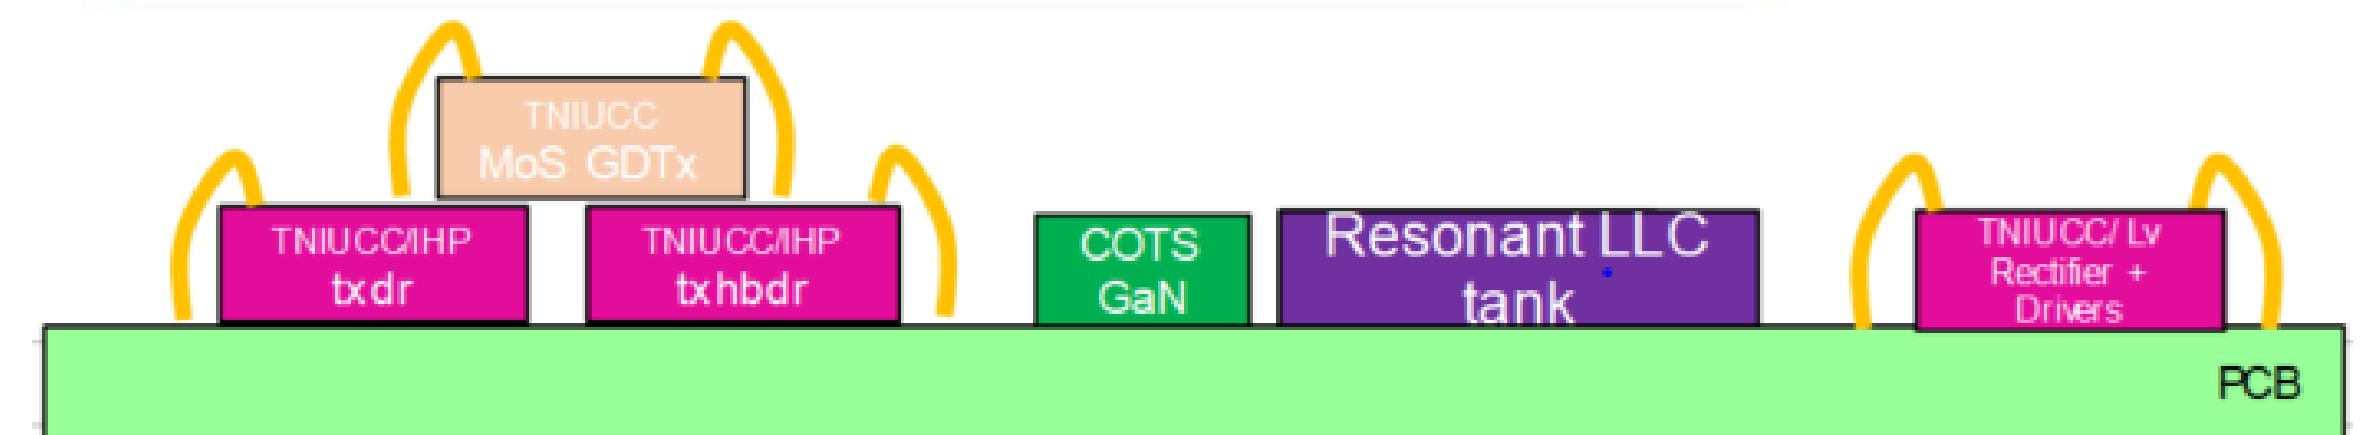 TNIUCC
MoS GDTx
TNIUCC/IHP
txdr
TNIUCC/IHP
txhbdr
COTS
GaN
Resonant LLC
tank
TNIUCC/ Lv
Rectifier +
Drivers
PCB